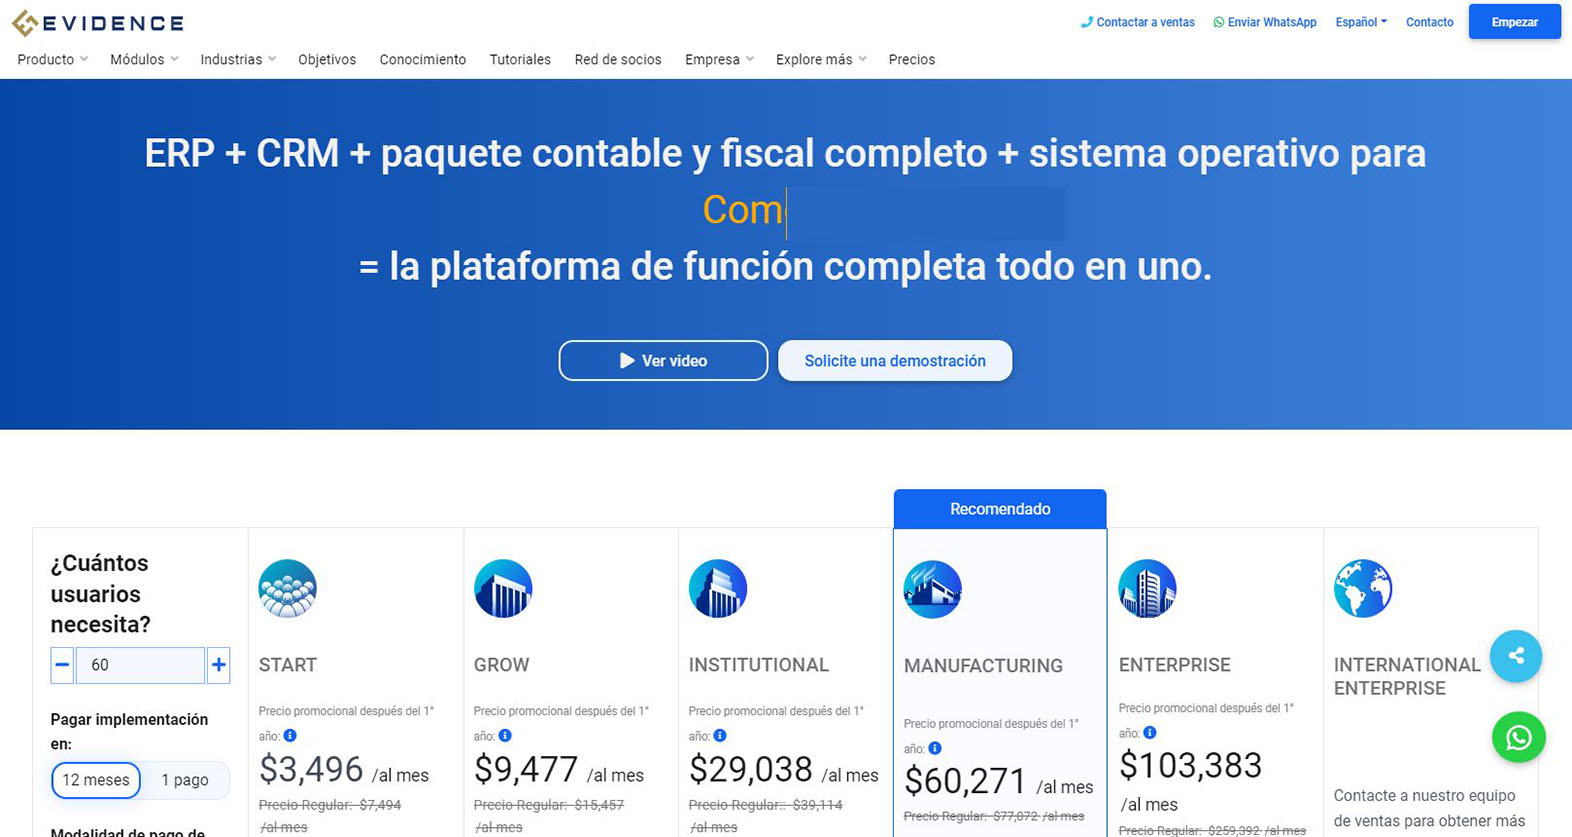 EVIDENCE
Contactar a ventas
Enviar WhatsApp
Español
Contacto
Empezar
Producto
Módulos
Industrias
Objetivos
Conocimiento
Tutoriales
Red de socios
Empresa
Explore más
Precios
ERP + CRM + paquete contable y fiscal completo + sistema operativo para
Com
= la plataforma de función completa todo en uno.
Ver video
Solicite una demostración
Recomendado
¿Cuántos
usuarios
necesita?
60
Pagar implementación
en:
12 meses
1 pago
Modalidad de pago de
START
Precio promocional después del 1°
año:
$3,496 /al mes
Precio Regular: $7,494
/al mes
GROW
Precio promocional después del 1°
año:
$9,477 /al mes
Precio Regular: $15,457
/al mes
INSTITUTIONAL
Precio promocional después del 1°
año:
$29,038 /al mes
Precio Regular:: $39,114
/al mes
MANUFACTURING
Precio promocional después del 1°
año:
$60,271 /al mes
Precio Regular: $77,072 /al mes
ENTERPRISE
Precio promocional después del 1°
año:
$103,383
/al mes
Precio Regular: $259,392 /al mes
INTERNATIONAL
ENTERPRISE
Contacte a nuestro equipo
de ventas para obtener más